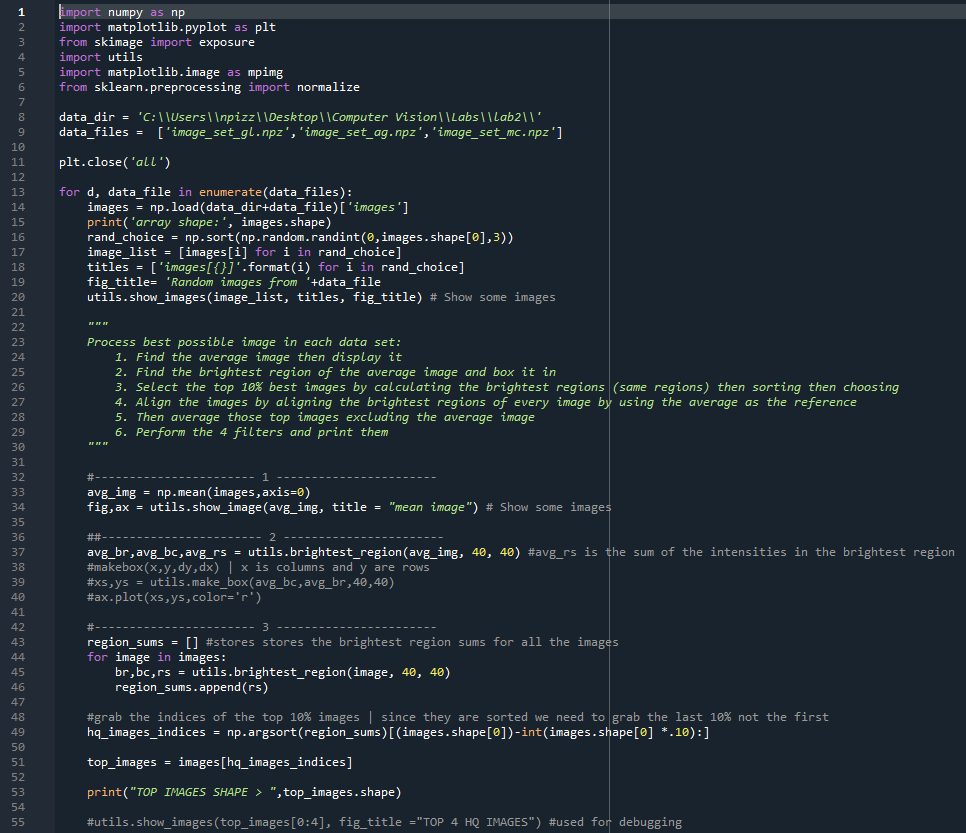 1 import numpy as np
2 import matplotlib.pyplot as plt
3 from skimage import exposure
4 import utils
5 import matplotlib.image as mpimg
6 from sklearn.preprocessing import normalize
7
8 data_dir = 'C:\\Users\\npizz\\Desktop\\Computer Vision\\Labs\\lab2\\'
9 data_files =  ['image_set_gl.npz','image_set_ag.npz','image_set_mc.npz']
10
11 plt.close('all')
12
13 for d, data_file in enumerate(data_files):
14     images = np.load(data_dir+data_file)['images']
15     print('array shape:', images.shape)
16     rand_choice = np.sort(np.random.randint(0,images.shape[0],3))
17     image_list = [images[i] for i in rand_choice]
18     titles = ['images[{}]'.format(i) for i in rand_choice]
19     fig_title= 'Random images from '+data_file
20     utils.show_images(image_list, titles, fig_title) # Show some images
21
22     """
23     Process best possible image in each data set:
24         1. Find the average image then display it
25         2. Find the brightest region of the average image and box it in
26         3. Select the top 10% best images by calculating the brightest regions (same regions) then sorting then choosing
27         4. Align the images by aligning the brightest regions of every image by using the average as the reference
28         5. Then average those top images excluding the average image
29         6. Perform the 4 filters and print them
30     """
31
32     #----------------------- 1 -----------------------
33     avg_img = np.mean(images,axis=0)
34     fig,ax = utils.show_image(avg_img, title = "mean image") # Show some images
35
36     ##----------------------- 2 -----------------------
37     avg_br,avg_bc,avg_rs = utils.brightest_region(avg_img, 40, 40) #avg_rs is the sum of the intensities in the brightest region
38     #makebox(x,y,dy,dx) | x is columns and y are rows
39     #xs,ys = utils.make_box(avg_bc,avg_br,40,40)
40     #ax.plot(xs,ys,color='r')
41
42     #----------------------- 3 -----------------------
43     region_sums = [] #stores stores the brightest region sums for all the images
44     for image in images:
45         br,bc,rs = utils.brightest_region(image, 40, 40)
46         region_sums.append(rs)
47
48     #grab the indices of the top 10% images | since they are sorted we need to grab the last 10% not the first
49     hq_images_indices = np.argsort(region_sums)[(images.shape[0])-int(images.shape[0] *.10):]
50
51     top_images = images[hq_images_indices]
52
53     print("TOP IMAGES SHAPE > ",top_images.shape)
54
55     #utils.show_images(top_images[0:4], fig_title ="TOP 4 HQ IMAGES") #used for debugging